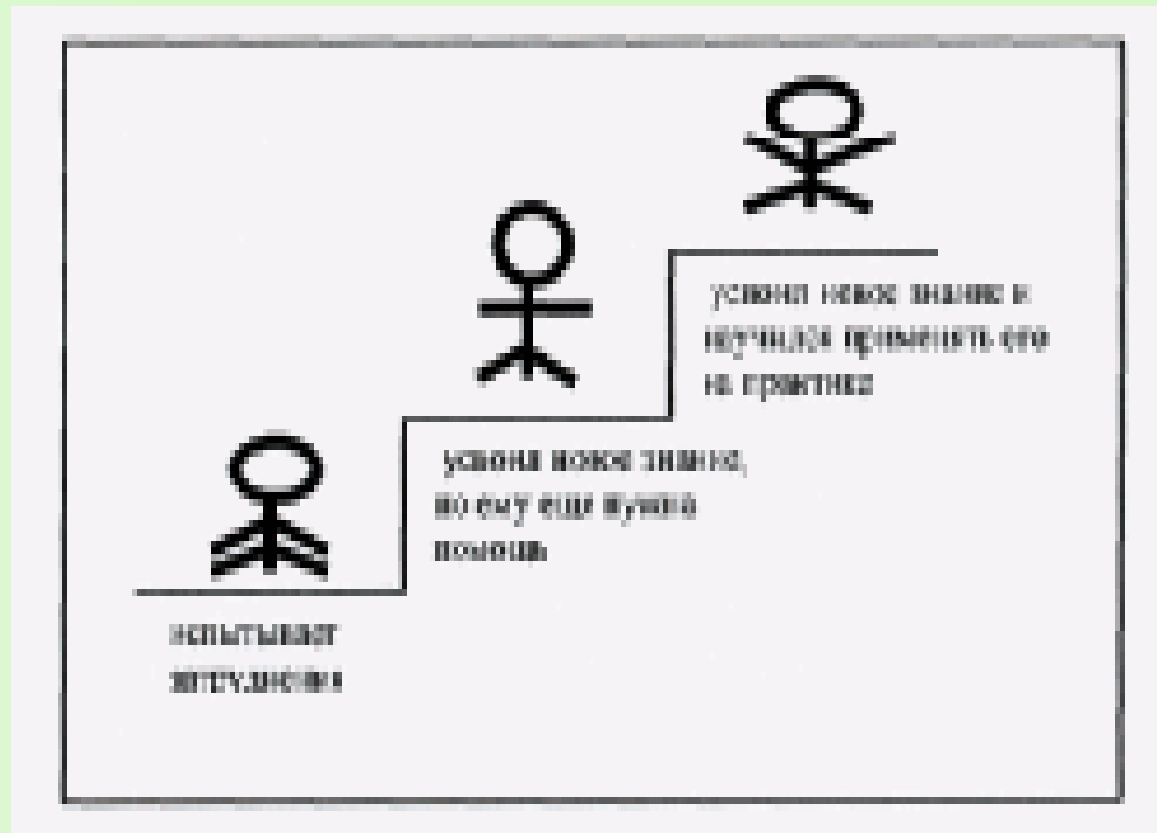 усвоил новое знание и
научился применять его
на практике
усвоил новое знание,
но ему еще нужна
помощь
испытывает
затруднения